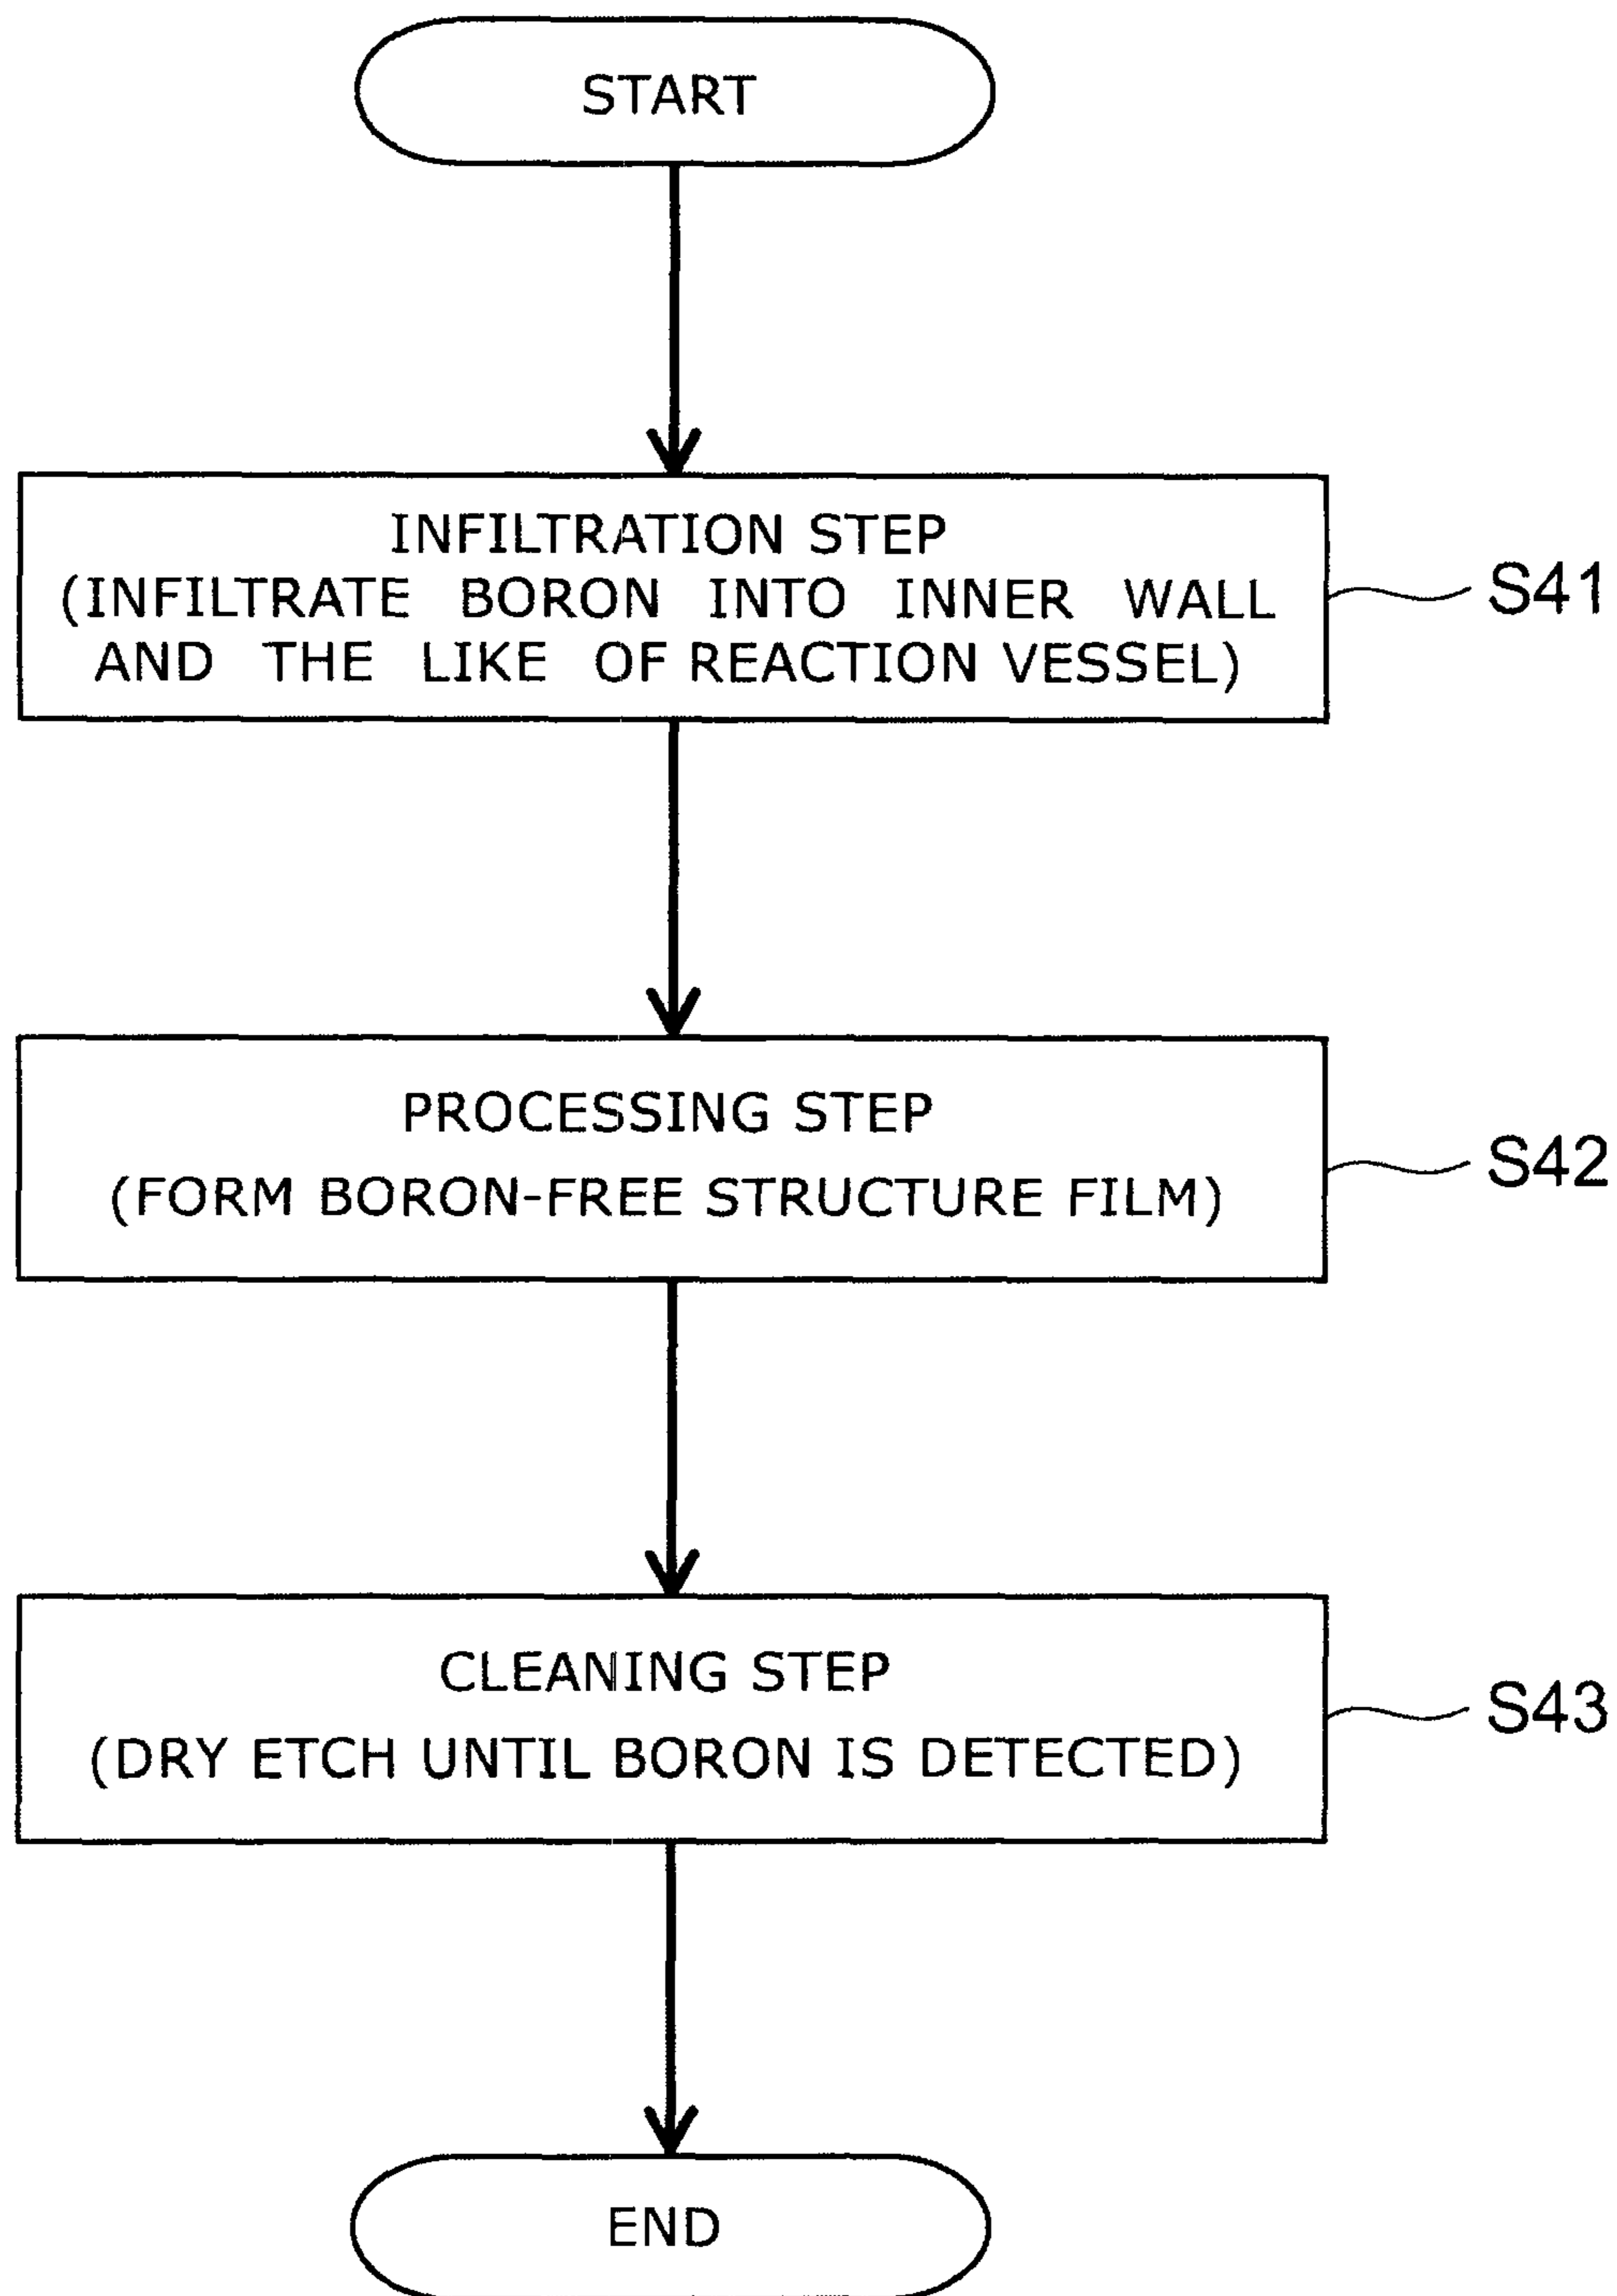 START
INFILTRATION STEP
(INFILTRATE BORON INTO INNER WALL
AND THE LIKE OF REACTION VESSEL)
S41
PROCESSING STEP
(FORM BORON-FREE STRUCTURE FILM)
S42
CLEANING STEP
(DRY ETCH UNTIL BORON IS DETECTED)
S43
END